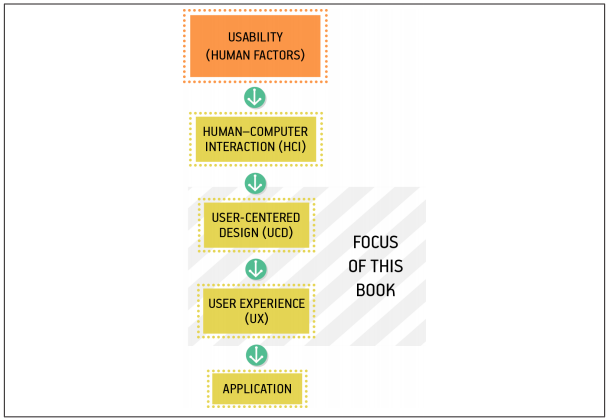 USABILITY
(HUMAN FACTORS)
HUMAN–COMPUTER
INTERACTION (HCI)
USER-CENTERED
DESIGN (UCD)
FOCUS
OF THIS
BOOK
USER EXPERIENCE
(UX)
APPLICATION